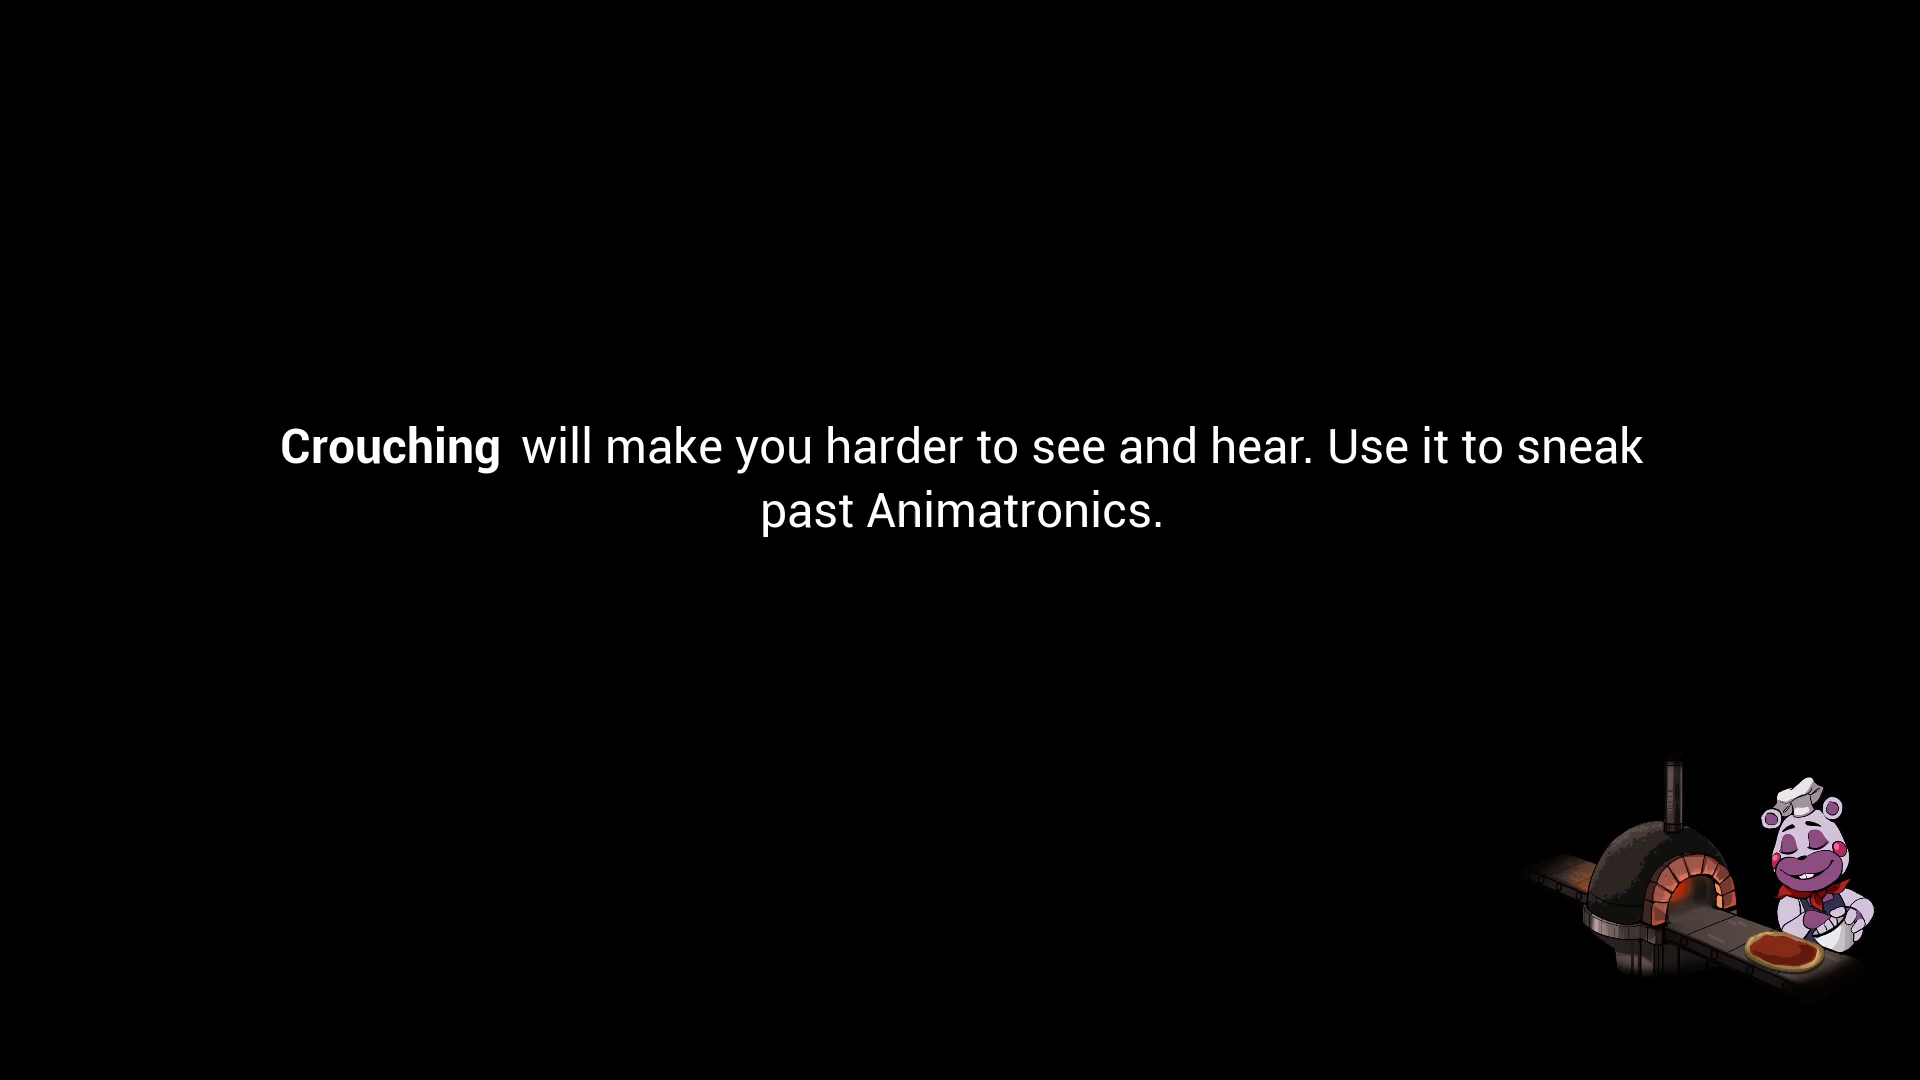 Crouching will make you harder to see and hear. Use it to sneak
past Animatronics.